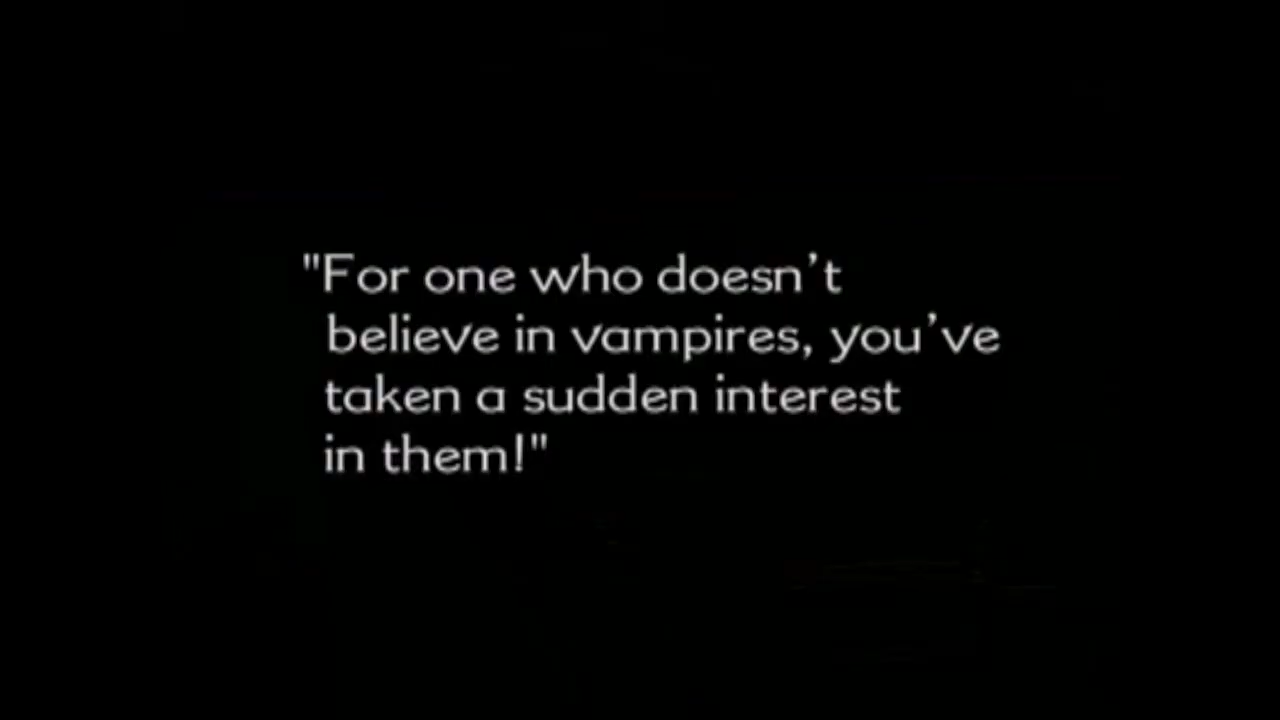 "For one who doesn’t
believe in vampires, you’ve
taken a sudden interest
in them!"